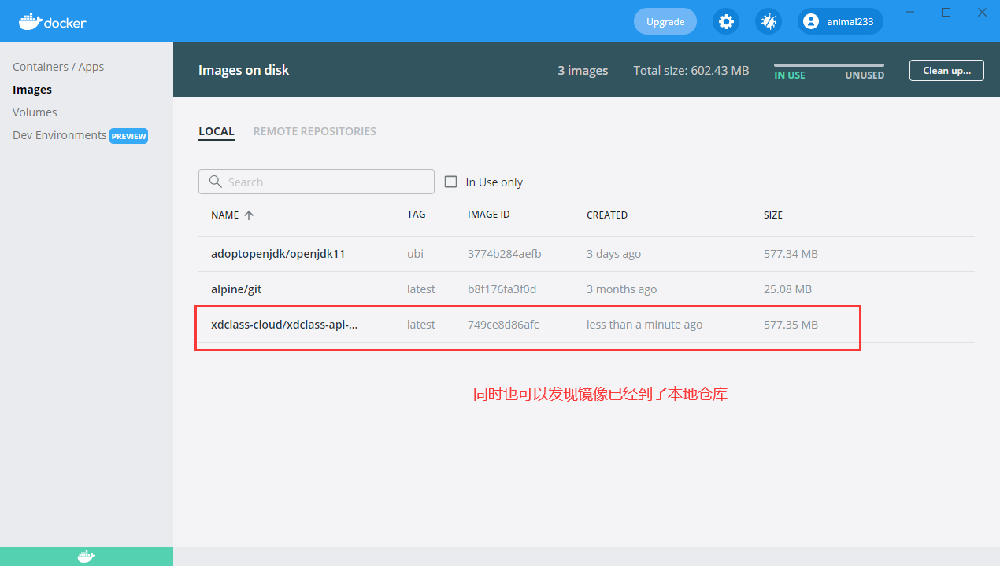 docker
Upgrade
animal233
Containers / Apps
Images
Volumes
Dev Environments PREVIEW
Images on disk
3 images
Total size: 602.43 MB
IN USE
UNUSED
Clean up...
LOCAL
REMOTE REPOSITORIES
Search
In Use only
NAME TAG IMAGE ID CREATED SIZE
adoptopenjdk/openjdk11 ubi 3774b284aefb 3 days ago 577.34 MB
alpine/git latest b8f176fa3f0d 3 months ago 25.08 MB
xdclass-cloud/xdclass-api-... latest 749ce8d86afc less than a minute ago 577.35 MB
同时也可以发现镜像已经到了本地仓库